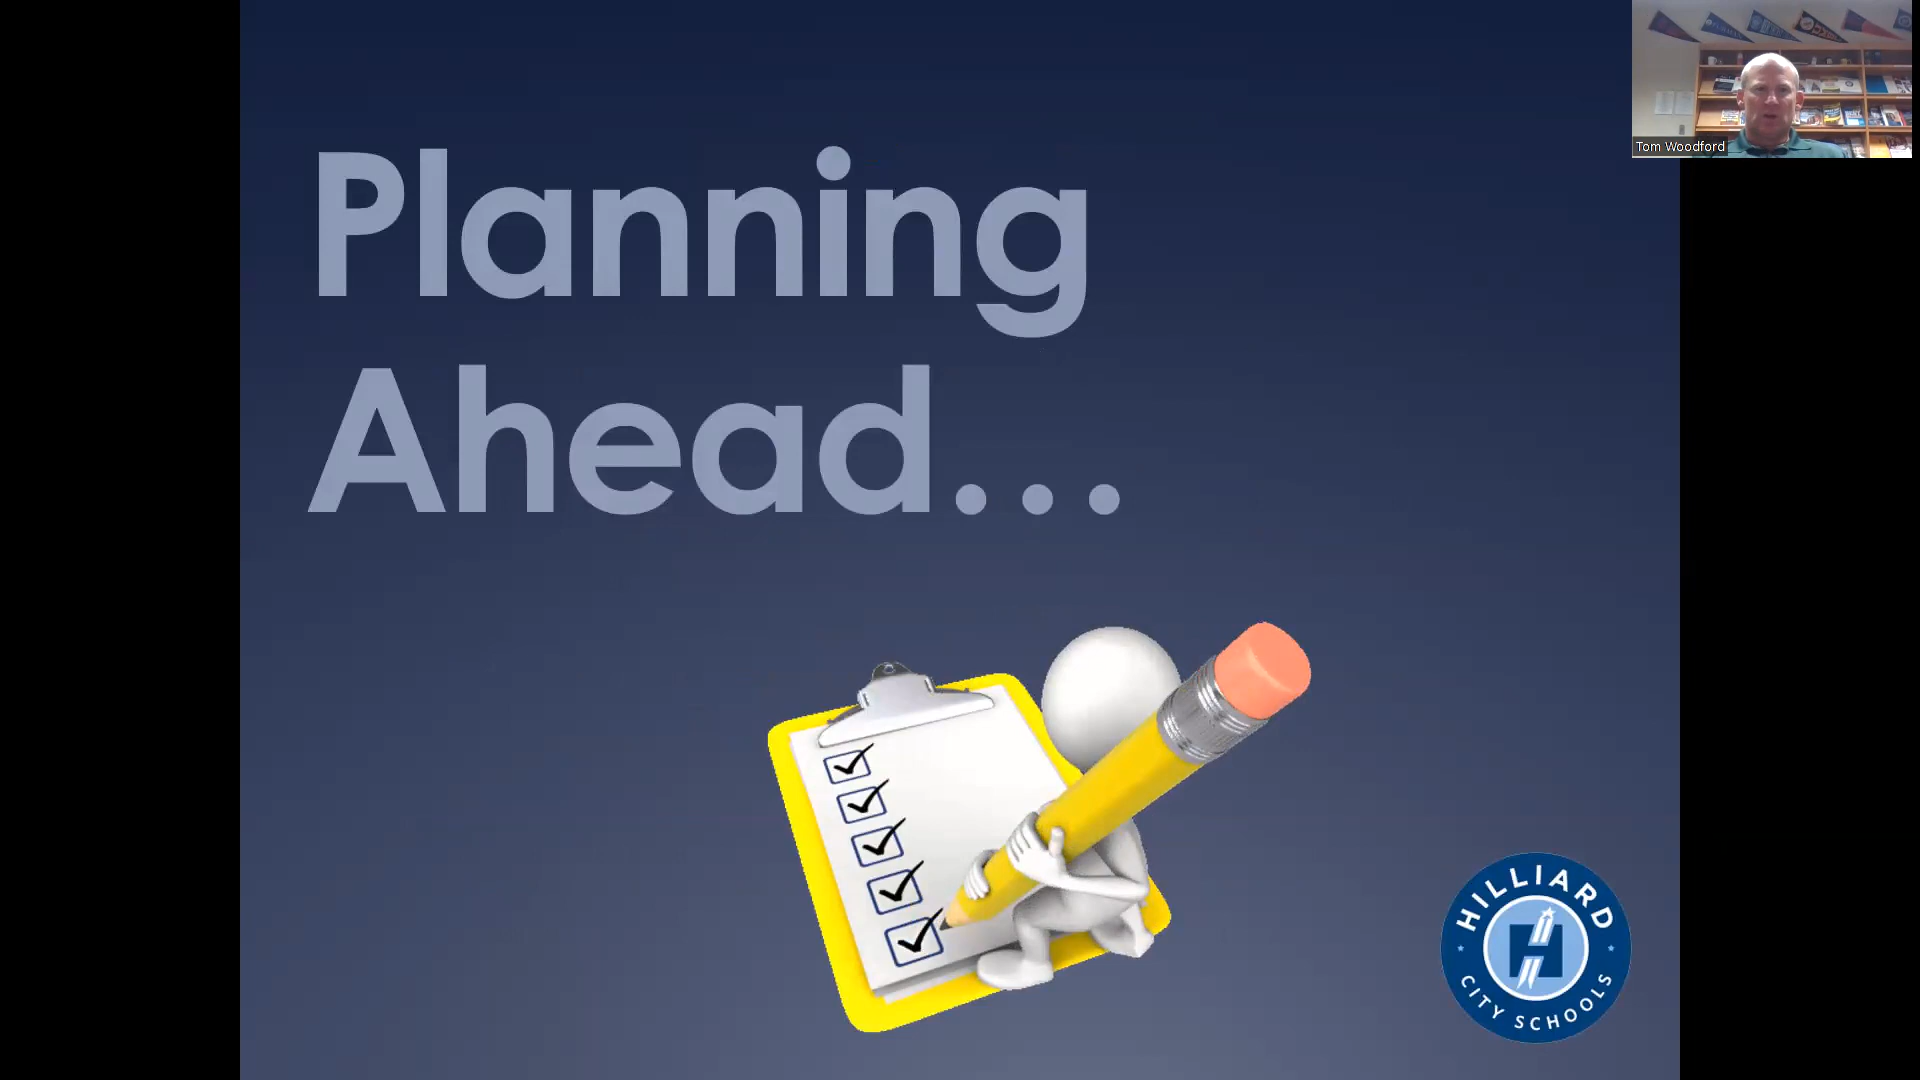 Planning
Ahead...
Tom Woodford
HILLIARD
CITY SCHOOLS
H